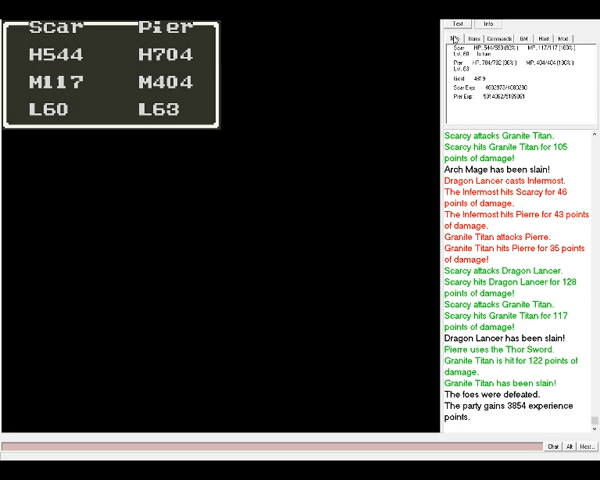 Scar Pier
H544 H704
M117 M404
L60 L63
Text Info
Items Commands GM Host Mod
Gold: 4819
Scarcy attacks Granite Titan.
Scarcy hits Granite Titan for 105
points of damage!
Arch Mage has been slain!
Dragon Lancer casts Infermost.
The Infermost hits Scarcy for 46
points of damage.
The Infermost hits Pierre for 43 points
of damage.
Granite Titan attacks Pierre.
Granite Titan hits Pierre for 35 points
of damage!
Scarcy attacks Dragon Lancer.
Scarcy hits Dragon Lancer for 128
points of damage!
Scarcy attacks Granite Titan.
Scarcy hits Granite Titan for 117
points of damage!
Dragon Lancer has been slain!
Pierre uses the Thor Sword.
Granite Titan is hit for 122 points of
damage.
Granite Titan has been slain!
The foes were defeated.
The party gains 3854 experience
points.
Chat Alt